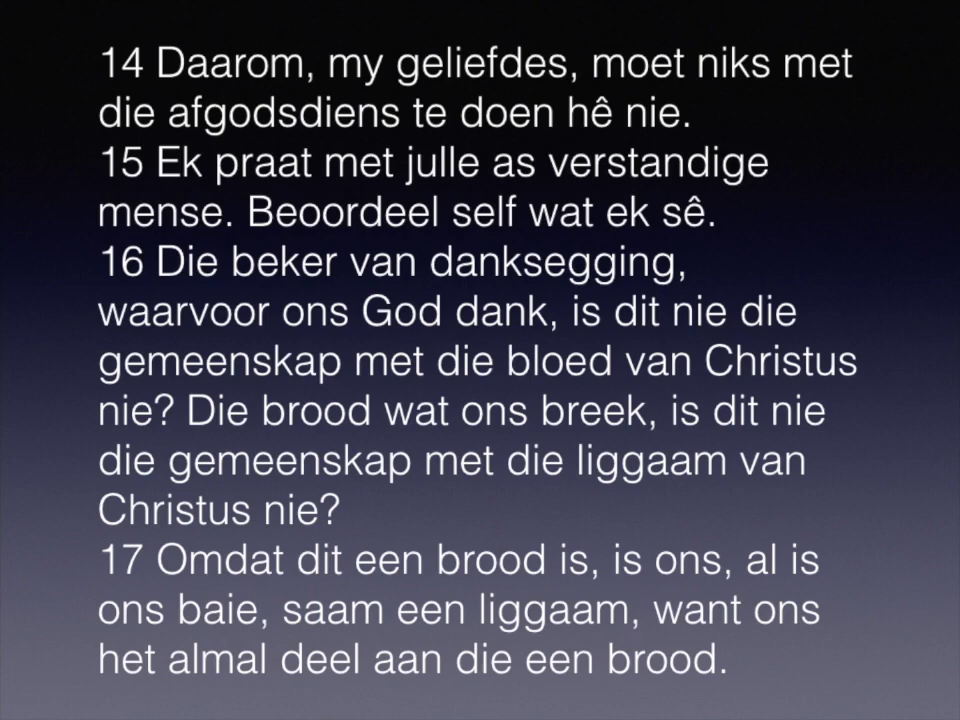 14 Daarom, my geliefdes, moet niks met
die afgodsdiens te doen hê nie.
15 Ek praat met julle as verstandige
mense. Beoordeel self wat ek sê.
16 Die beker van danksegging,
waarvoor ons God dank, is dit nie die
gemeenskap met die bloed van Christus
nie? Die brood wat ons breek, is dit nie
die gemeenskap met die liggaam van
Christus nie?
17 Omdat dit een brood is, is ons, al is
ons baie, saam een liggaam, want ons
het almal deel aan die een brood.